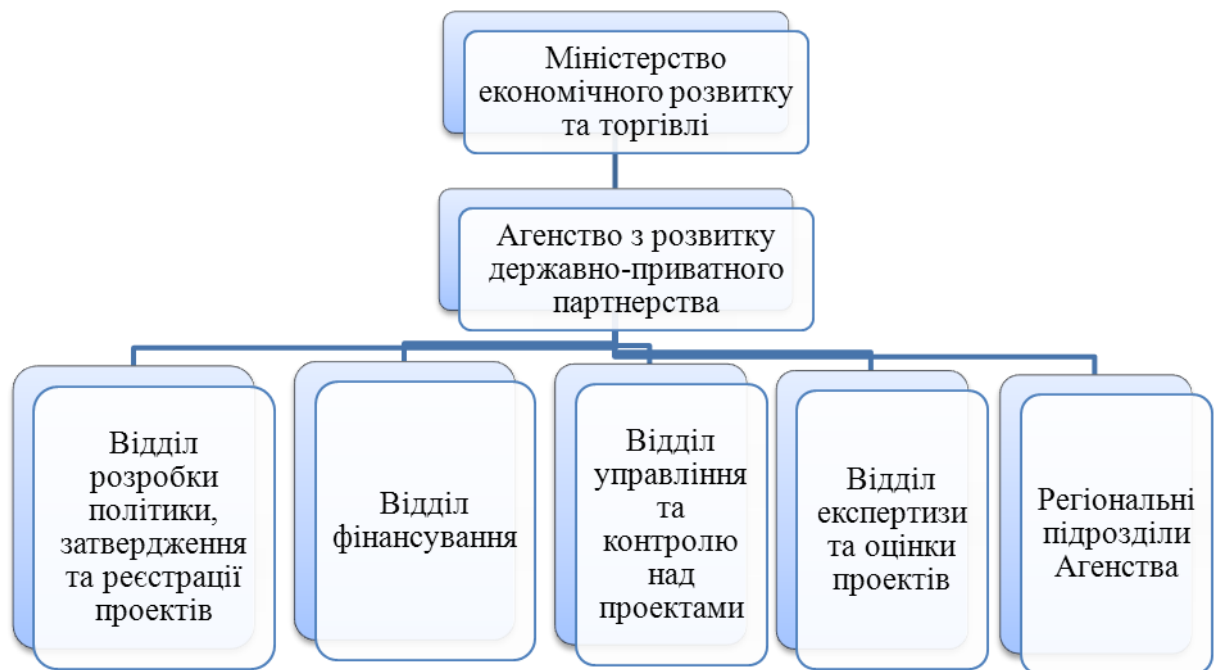 Міністерство
економічного розвитку
та торгівлі
Агенство з розвитку
державно-приватного
партнерства
Відділ
розробки
політики,
затвердження
та реєстрації
проектів
Відділ
фінансування
Відділ
управління
та
контролю
над
проектами
Відділ
експертизи
та оцінки
проектів
Регіональні
підрозділи
Агенства